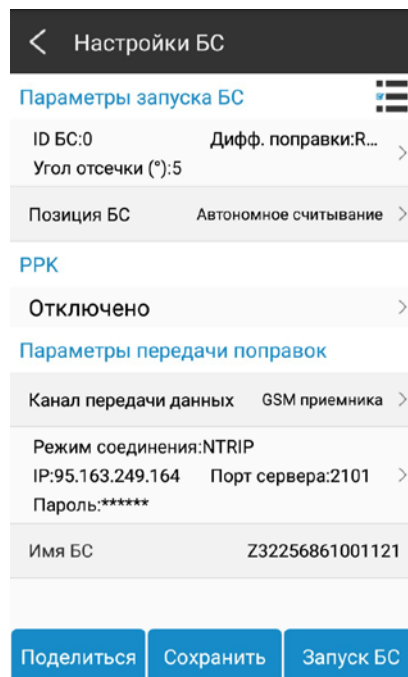 Настройки БС
Параметры запуска БС
ID БС:0 Дифф. поправки:R...
Угол отсечки (°):5
Позиция БС Автономное считывание
PPK
Отключено
Параметры передачи поправок
Канал передачи данных GSM приемника
Режим соединения:NTRIP
IP:95.163.249.164 Порт сервера:2101
Пароль:******
Имя БС Z32256861001121
Поделиться Сохранить Запуск БС